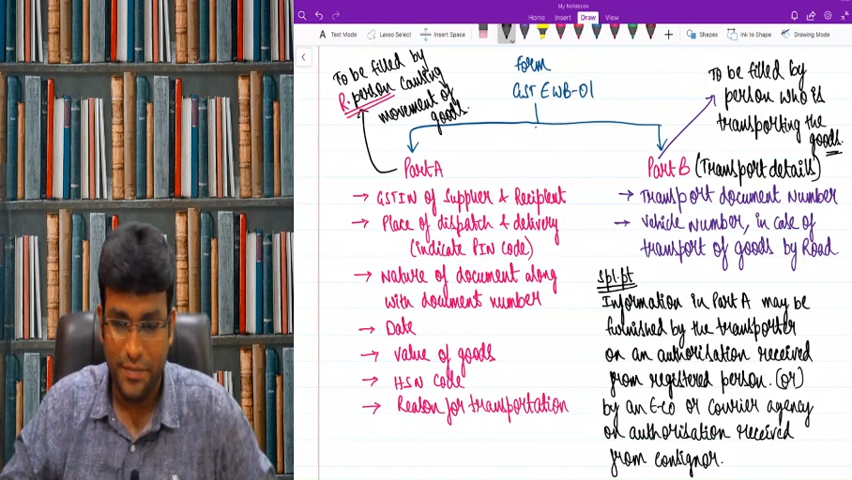 My Notebook
Home Insert Draw View
Text Mode Lasso Select Insert Space Shapes Ink to Shape Drawing Mode
Form
GST EWB-01
To be filled by
R. person causing
movement of
goods.
To be filled by
person who is
transporting the
goods.
Part A
→ GSTIN of Supplier & Recipient
→ Place of dispatch & delivery
(indicate PIN code)
→ Nature of document along
with document number
→ Date
→ Value of goods
→ HSN Code
→ Reason for transportation
Part B (Transport details)
→ Transport document Number
→ Vehicle Number, in case of
transport of goods by Road.
Spl. pt
Information in Part A may be
furnished by the transporter
on an authorisation received
from registered person. (or)
by an E-CO or Courier agency
on authorisation received
from consignor.